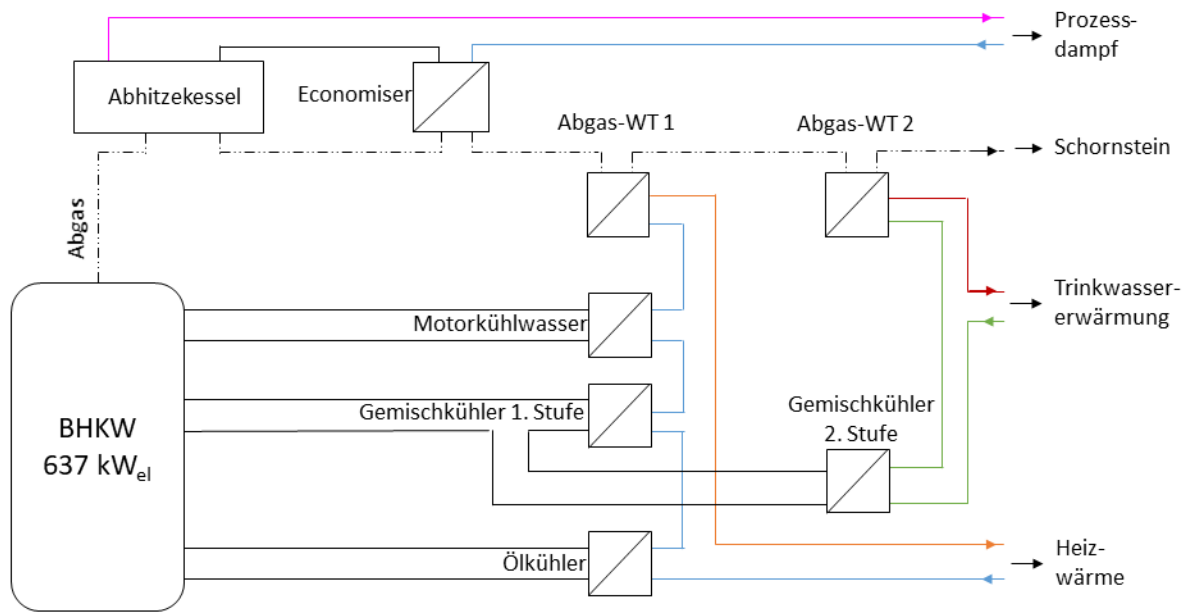 Prozess-
dampf
Abhitzekessel
Economiser
Abgas-WT 1
Abgas-WT 2
Schornstein
Abgas
Trinkwasser-
erwärmung
Motorkühlwasser
Gemischkühler 1. Stufe
Gemischkühler
2. Stufe
BHKW
637 kWel
Ölkühler
Heiz-
wärme